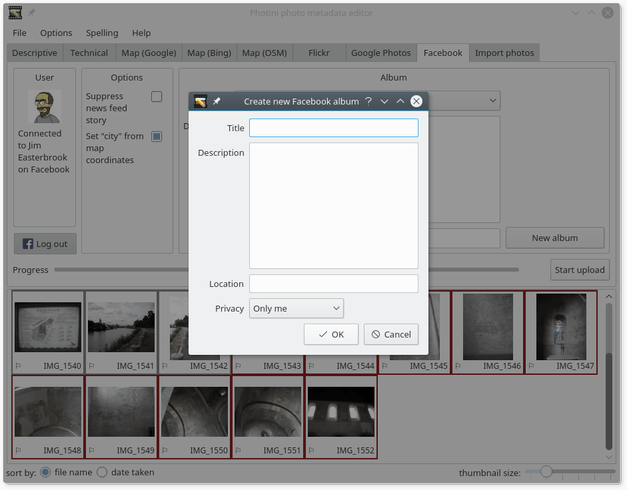 Photini photo metadata editor
File Options Spelling Help
Descriptive Technical Map (Google) Map (Bing) Map (OSM) Flickr Google Photos Facebook Import photos
User
Connected
to Jim
Easterbrook
on Facebook
Log out
Options
Suppress
news feed
story
Set "city" from
map
coordinates
Album
D
New album
Create new Facebook album
Title
Description
Location
Privacy Only me
OK Cancel
Progress Start upload
IMG_1540 IMG_1541 IMG_1542 IMG_1543 IMG_1544 IMG_1545 IMG_1546 IMG_1547
IMG_1548 IMG_1549 IMG_1550 IMG_1551 IMG_1552
sort by: file name date taken thumbnail size: